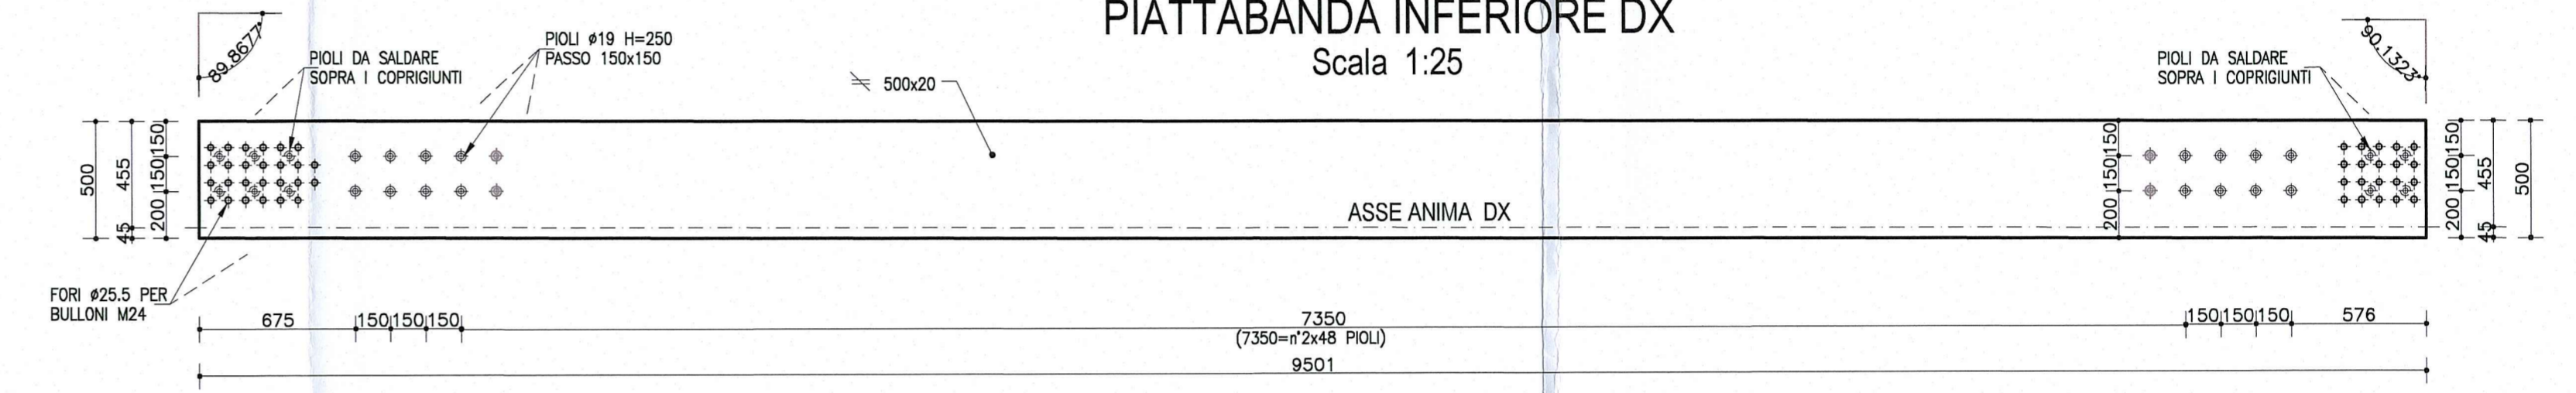 PIATTABANDA INFERIORE DX
Scala 1:25
89.8677°
PIOLI DA SALDARE
SOPRA I COPRIGIUNTI
PIOLI ø19 H=250
PASSO 150x150
500x20
PIOLI DA SALDARE
SOPRA I COPRIGIUNTI
90.1323°
500
455
45
150
150
200
ASSE ANIMA DX
150
150
200
150
150
200
455
45
500
FORI ø25.5 PER
BULLONI M24
675
150
150
150
7350
(7350=n°2x48 PIOLI)
150
150
150
576
9501